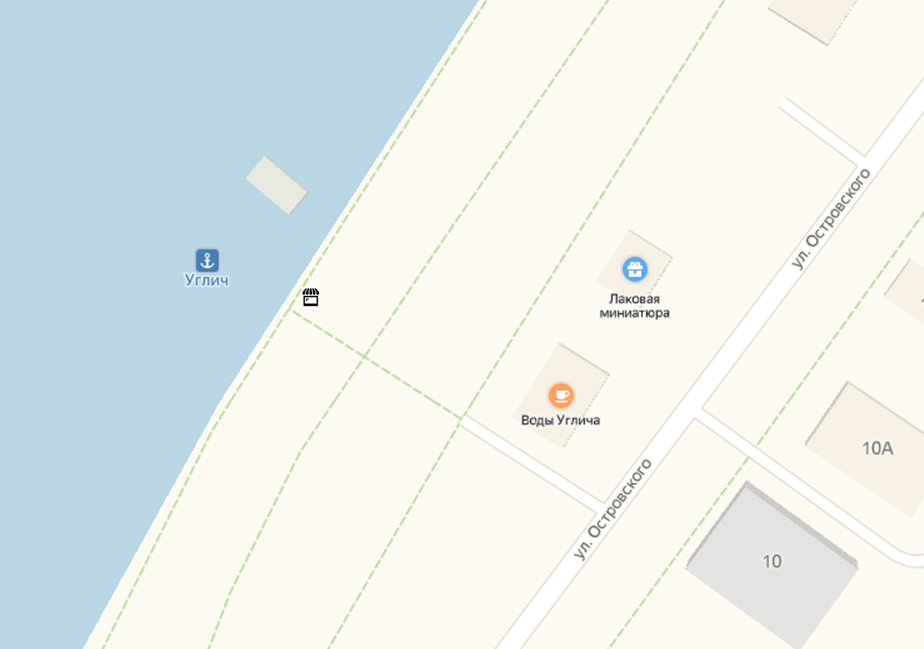 ул. Островского
Углич
Лаковая
миниатюра
Воды Углича
10А
ул. Островского
10